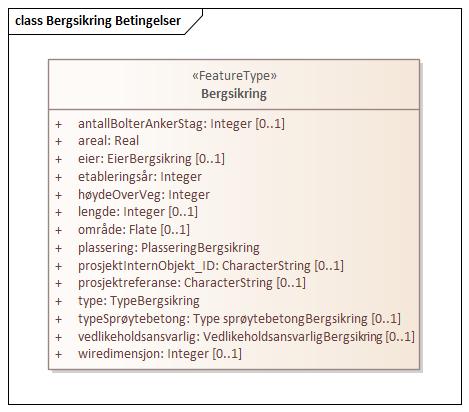 class Bergsikring Betingelser
«FeatureType»
Bergsikring
+ antallBolterAnkerStag: Integer [0..1]
+ areal: Real
+ eier: EierBergsikring [0..1]
+ etableringsår: Integer
+ høydeOverVeg: Integer
+ lengde: Integer [0..1]
+ område: Flate [0..1]
+ plassering: PlasseringBergsikring
+ prosjektInternObjekt_ID: CharacterString [0..1]
+ prosjektreferanse: CharacterString [0..1]
+ type: TypeBergsikring
+ typeSprøytebetong: Type sprøytebetongBergsikring [0..1]
+ vedlikeholdsansvarlig: VedlikeholdsansvarligBergsikring [0..1]
+ wiredimensjon: Integer [0..1]